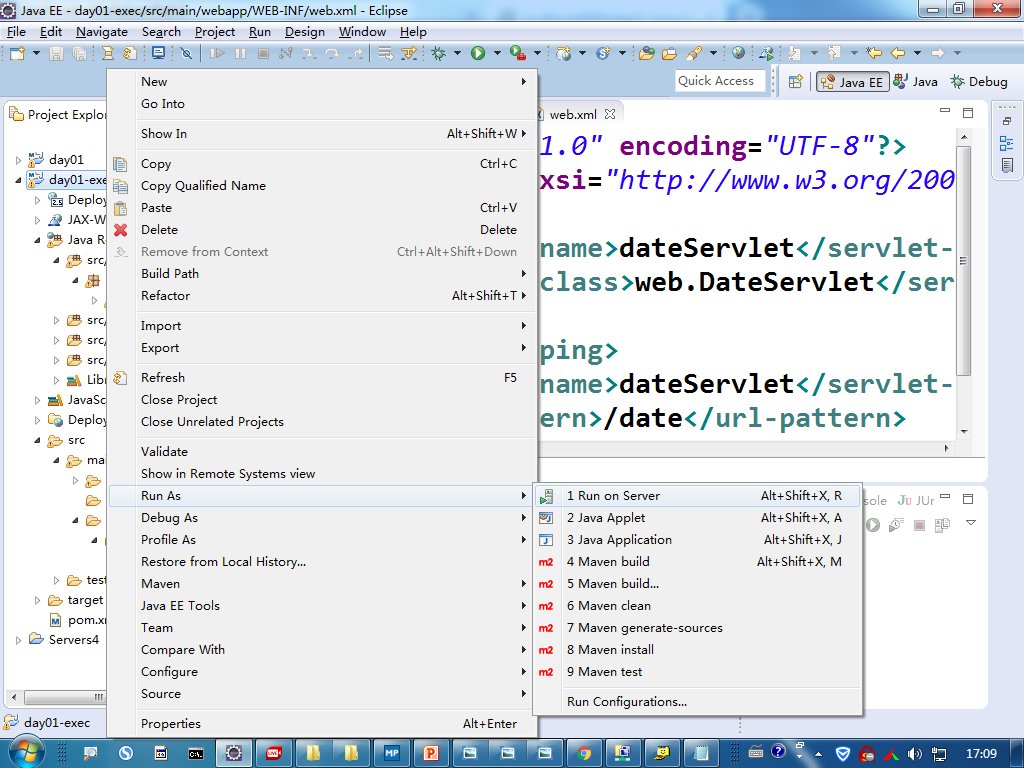 Java EE - day01-exec/src/main/webapp/WEB-INF/web.xml - Eclipse
File Edit Navigate Search Project Run Design Window Help
Quick Access Java EE Java Debug
Project Explor
web.xml
1.0" encoding="UTF-8"?>
xsi="http://www.w3.org/200
name>dateServlet</servlet-
class>web.DateServlet</ser
ping>
name>dateServlet</servlet-
ern>/date</url-pattern>
day01
day01-exe
Deploy
JAX-W
Java R
src/
src/
src/
src/
Libr
JavaSc
Deploy
src
mai
test
target
pom.xm
Servers4
New
Go Into
Show In Alt+Shift+W
Copy Ctrl+C
Copy Qualified Name
Paste Ctrl+V
Delete Delete
Remove from Context Ctrl+Alt+Shift+Down
Build Path
Refactor Alt+Shift+T
Import
Export
Refresh F5
Close Project
Close Unrelated Projects
Validate
Show in Remote Systems view
Run As
Debug As
Profile As
Restore from Local History...
Maven
Java EE Tools
Team
Compare With
Configure
Source
Properties Alt+Enter
1 Run on Server Alt+Shift+X, R
2 Java Applet Alt+Shift+X, A
3 Java Application Alt+Shift+X, J
m2 4 Maven build Alt+Shift+X, M
m2 5 Maven build...
m2 6 Maven clean
m2 7 Maven generate-sources
m2 8 Maven install
m2 9 Maven test
Run Configurations...
sole Ju JUr
day01-exec
LIVE MP P 17:09